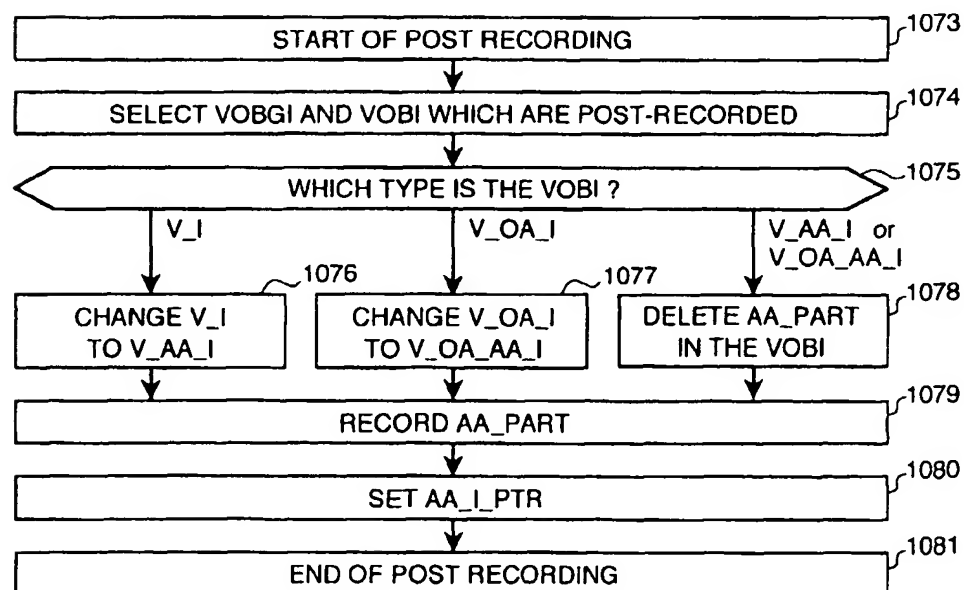 START OF POST RECORDING
1073
SELECT VOBGI AND VOBI WHICH ARE POST-RECORDED
1074
WHICH TYPE IS THE VOBI ?
1075
V_I
V_OA_I
V_AA_I or
V_OA_AA_I
1076
CHANGE V_I
TO V_AA_I
1077
CHANGE V_OA_I
TO V_OA_AA_I
1078
DELETE AA_PART
IN THE VOBI
1079
RECORD AA_PART
1080
SET AA_I_PTR
1081
END OF POST RECORDING